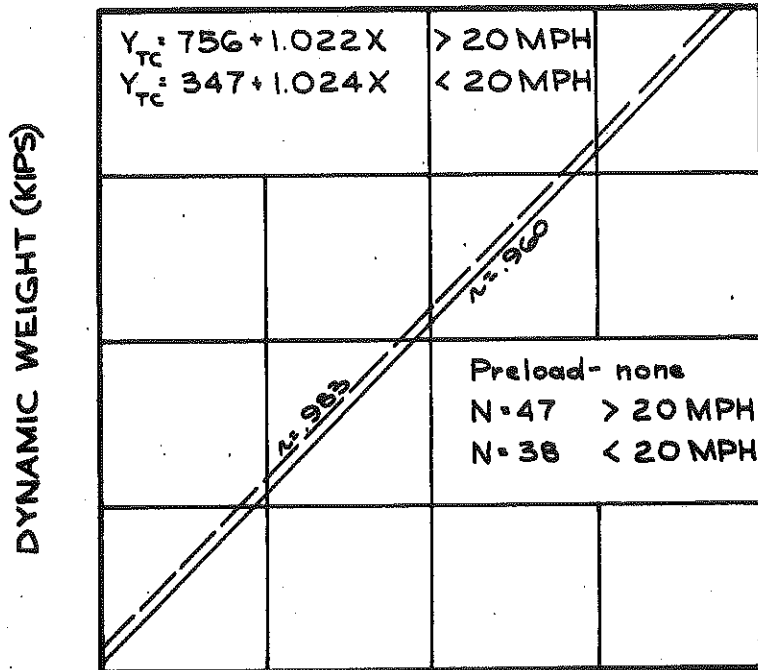 Y_TC = 756 + 1.022X > 20 MPH
Y_TC = 347 + 1.024X < 20 MPH
DYNAMIC WEIGHT (KIPS)
r = .960
r = .983
Preload - none
N = 47 > 20 MPH
N = 38 < 20 MPH